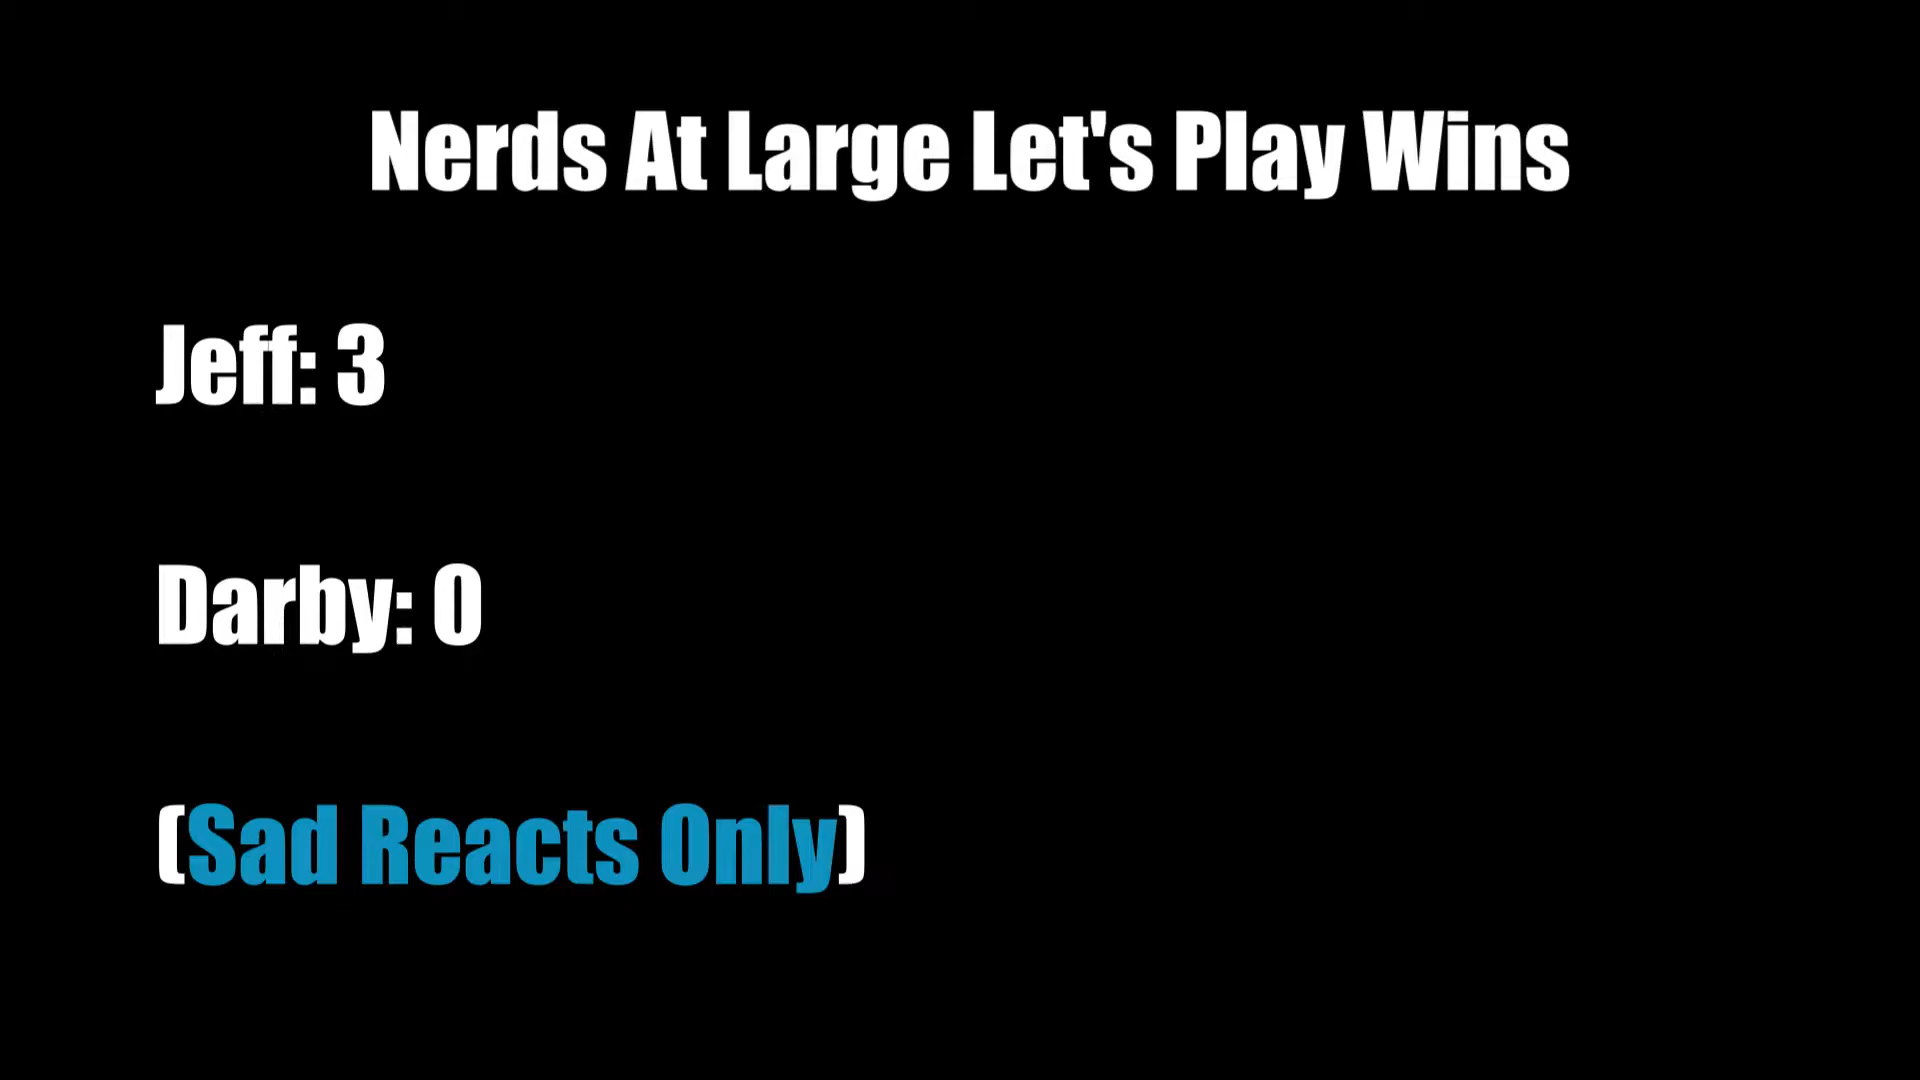 Nerds At Large Let's Play Wins
Jeff: 3
Darby: 0
(Sad Reacts Only)